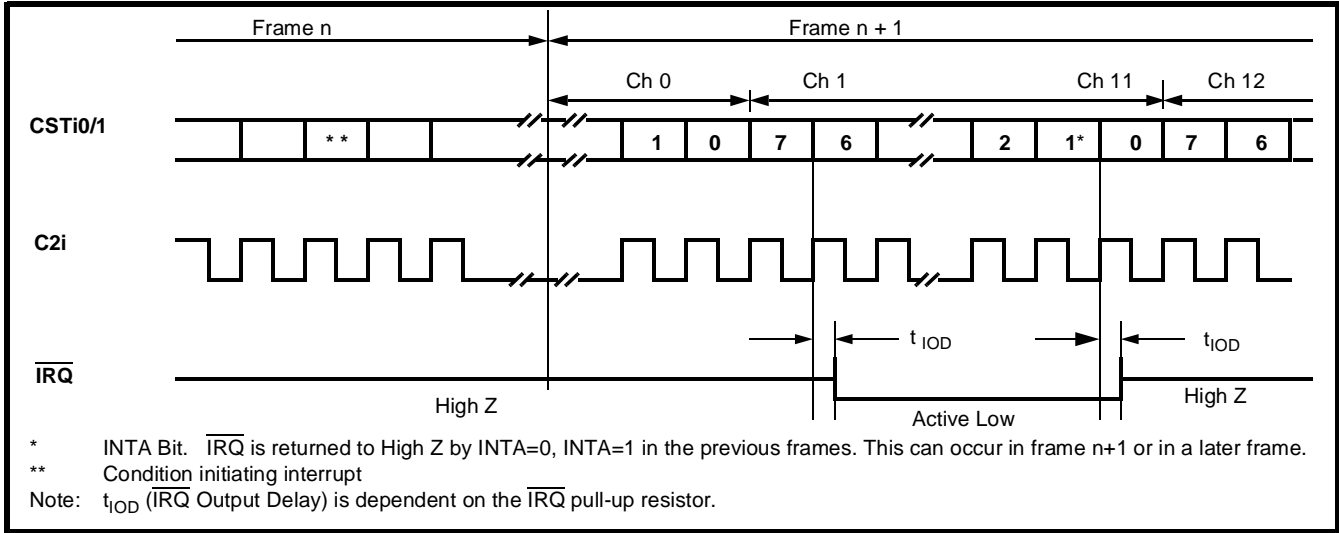 Frame n Frame n + 1
Ch 0 Ch 1 Ch 11 Ch 12
CSTi0/1
* * 1 0 7 6 2 1* 0 7 6
C2i
t IOD tIOD
IRQ
High Z Active Low High Z
* INTA Bit. IRQ is returned to High Z by INTA=0, INTA=1 in the previous frames. This can occur in frame n+1 or in a later frame.
** Condition initiating interrupt
Note: tIOD (IRQ Output Delay) is dependent on the IRQ pull-up resistor.